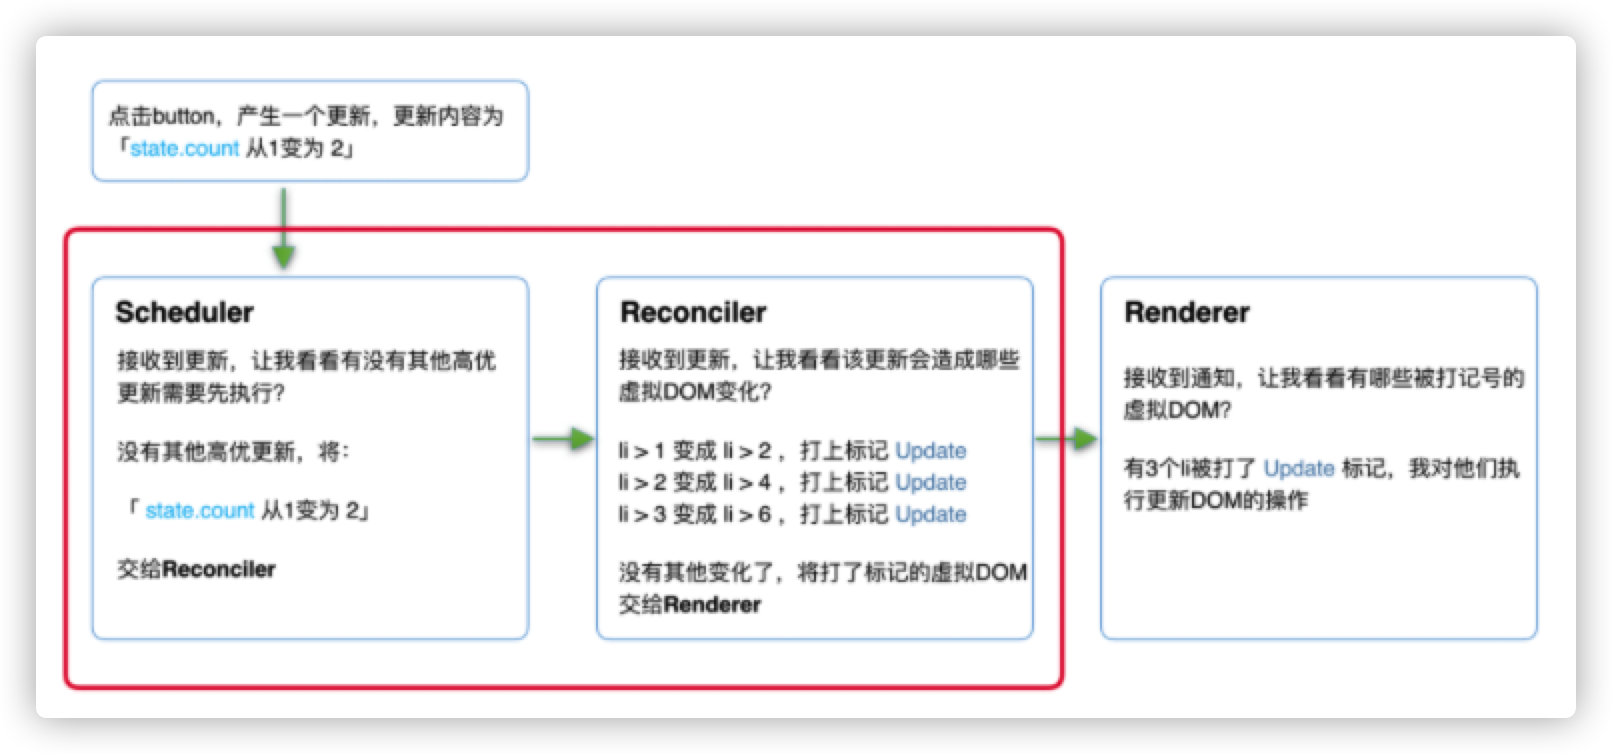 点击button，产生一个更新，更新内容为
「state.count 从1变为 2」
Scheduler
接收到更新，让我看看有没有其他高优
更新需要先执行?
没有其他高优更新，将：
「 state.count 从1变为 2」
交给Reconciler
Reconciler
接收到更新，让我看看该更新会造成哪些
虚拟DOM变化?
li > 1 变成 li > 2 ，打上标记 Update
li > 2 变成 li > 4 ，打上标记 Update
li > 3 变成 li > 6 ，打上标记 Update
没有其他变化了，将打了标记的虚拟DOM
交给Renderer
Renderer
接收到通知，让我看看有哪些被打记号的
虚拟DOM?
有3个li被打了 Update 标记，我对他们执
行更新DOM的操作